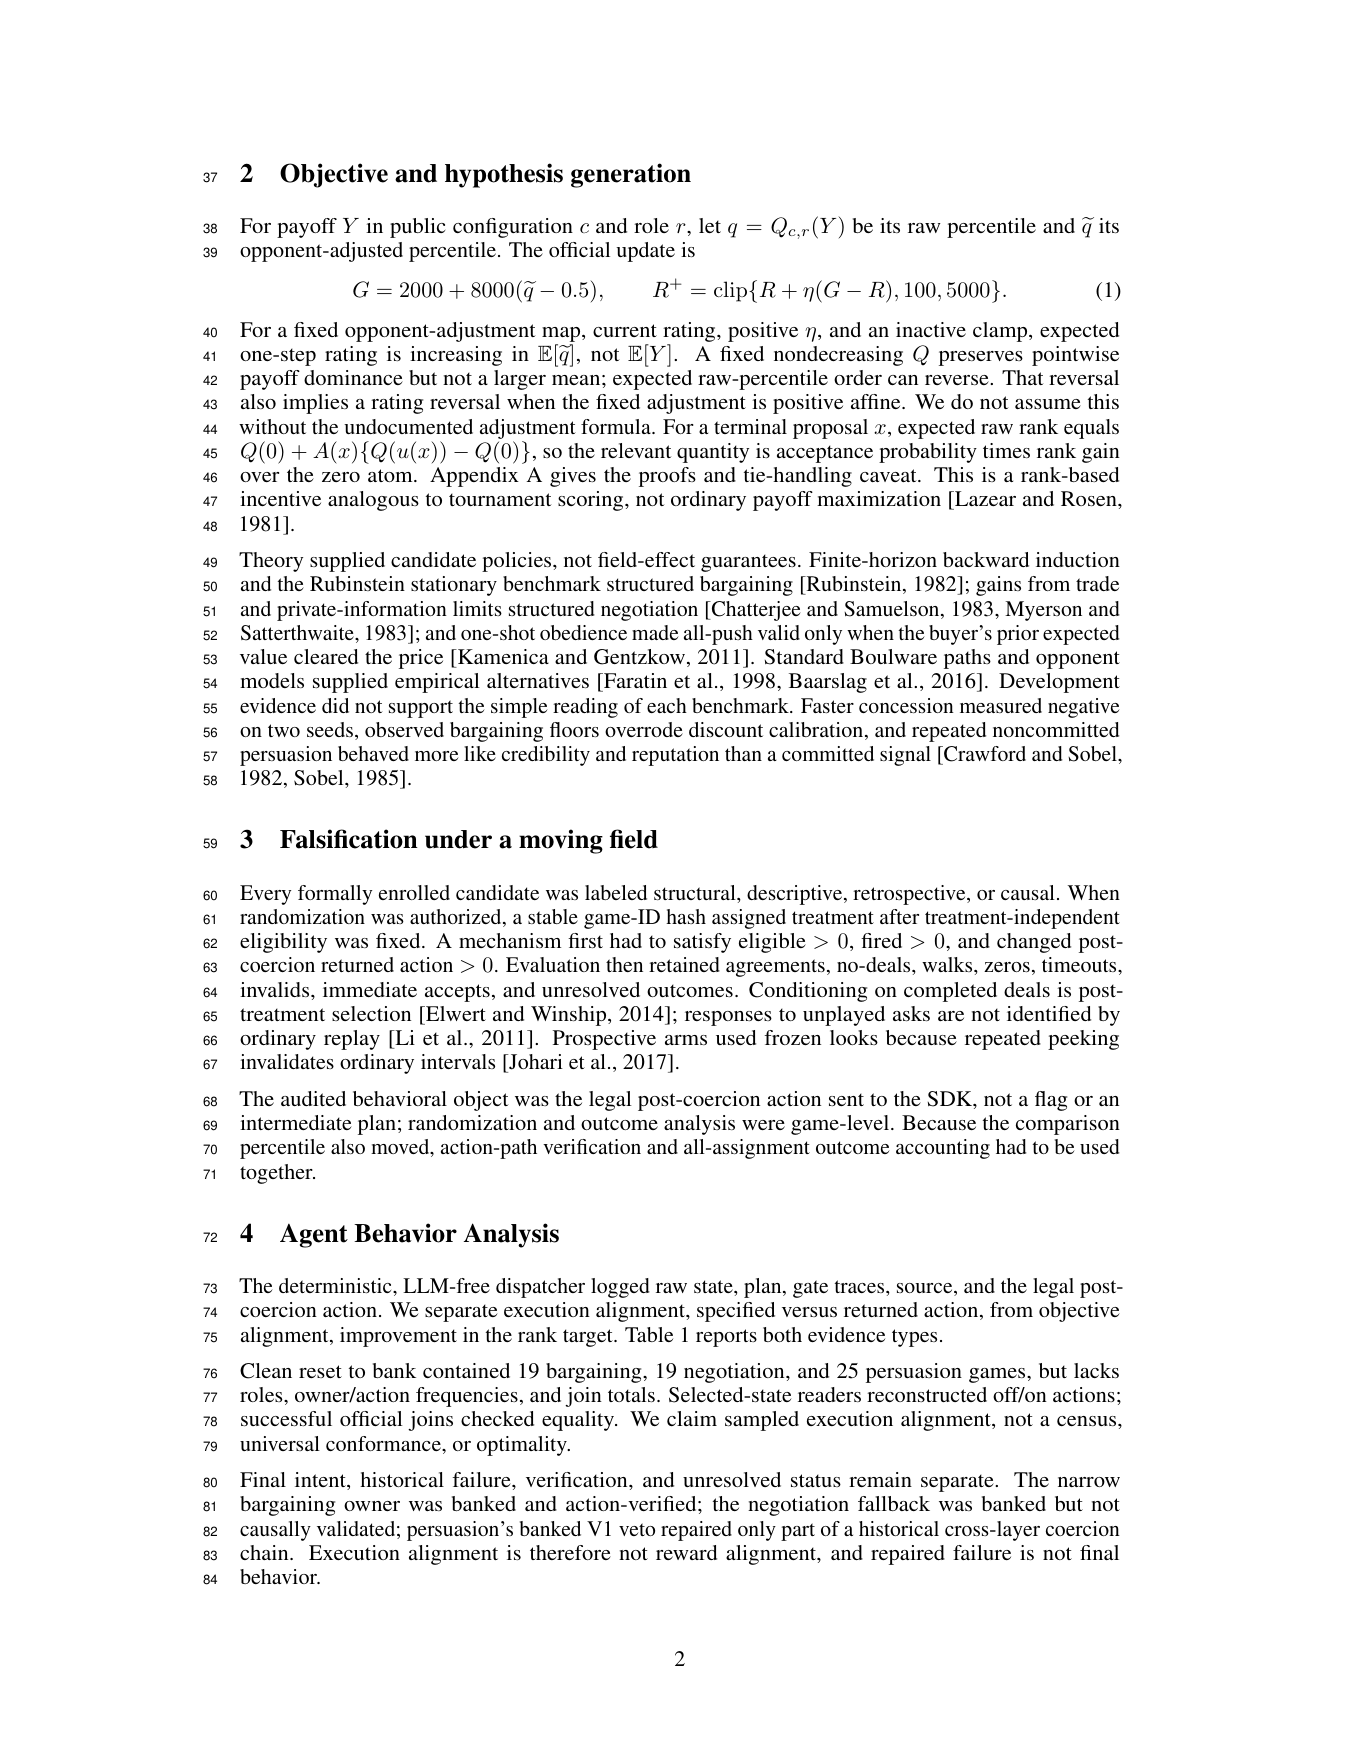 37 2 Objective and hypothesis generation
38 For payoff Y in public configuration c and role r, let q = Q_{c,r}(Y) be its raw percentile and q̃ its
39 opponent-adjusted percentile. The official update is
G = 2000 + 8000(q̃ − 0.5), R⁺ = clip{R + η(G − R), 100, 5000}. (1)
40 For a fixed opponent-adjustment map, current rating, positive η, and an inactive clamp, expected
41 one-step rating is increasing in 𝔼[q̃], not 𝔼[Y]. A fixed nondecreasing Q preserves pointwise
42 payoff dominance but not a larger mean; expected raw-percentile order can reverse. That reversal
43 also implies a rating reversal when the fixed adjustment is positive affine. We do not assume this
44 without the undocumented adjustment formula. For a terminal proposal x, expected raw rank equals
45 Q(0) + A(x){Q(u(x)) − Q(0)}, so the relevant quantity is acceptance probability times rank gain
46 over the zero atom. Appendix A gives the proofs and tie-handling caveat. This is a rank-based
47 incentive analogous to tournament scoring, not ordinary payoff maximization [Lazear and Rosen,
48 1981].
49 Theory supplied candidate policies, not field-effect guarantees. Finite-horizon backward induction
50 and the Rubinstein stationary benchmark structured bargaining [Rubinstein, 1982]; gains from trade
51 and private-information limits structured negotiation [Chatterjee and Samuelson, 1983, Myerson and
52 Satterthwaite, 1983]; and one-shot obedience made all-push valid only when the buyer's prior expected
53 value cleared the price [Kamenica and Gentzkow, 2011]. Standard Boulware paths and opponent
54 models supplied empirical alternatives [Faratin et al., 1998, Baarslag et al., 2016]. Development
55 evidence did not support the simple reading of each benchmark. Faster concession measured negative
56 on two seeds, observed bargaining floors overrode discount calibration, and repeated noncommitted
57 persuasion behaved more like credibility and reputation than a committed signal [Crawford and Sobel,
58 1982, Sobel, 1985].
59 3 Falsification under a moving field
60 Every formally enrolled candidate was labeled structural, descriptive, retrospective, or causal. When
61 randomization was authorized, a stable game-ID hash assigned treatment after treatment-independent
62 eligibility was fixed. A mechanism first had to satisfy eligible > 0, fired > 0, and changed post-
63 coercion returned action > 0. Evaluation then retained agreements, no-deals, walks, zeros, timeouts,
64 invalids, immediate accepts, and unresolved outcomes. Conditioning on completed deals is post-
65 treatment selection [Elwert and Winship, 2014]; responses to unplayed asks are not identified by
66 ordinary replay [Li et al., 2011]. Prospective arms used frozen looks because repeated peeking
67 invalidates ordinary intervals [Johari et al., 2017].
68 The audited behavioral object was the legal post-coercion action sent to the SDK, not a flag or an
69 intermediate plan; randomization and outcome analysis were game-level. Because the comparison
70 percentile also moved, action-path verification and all-assignment outcome accounting had to be used
71 together.
72 4 Agent Behavior Analysis
73 The deterministic, LLM-free dispatcher logged raw state, plan, gate traces, source, and the legal post-
74 coercion action. We separate execution alignment, specified versus returned action, from objective
75 alignment, improvement in the rank target. Table 1 reports both evidence types.
76 Clean reset to bank contained 19 bargaining, 19 negotiation, and 25 persuasion games, but lacks
77 roles, owner/action frequencies, and join totals. Selected-state readers reconstructed off/on actions;
78 successful official joins checked equality. We claim sampled execution alignment, not a census,
79 universal conformance, or optimality.
80 Final intent, historical failure, verification, and unresolved status remain separate. The narrow
81 bargaining owner was banked and action-verified; the negotiation fallback was banked but not
82 causally validated; persuasion's banked V1 veto repaired only part of a historical cross-layer coercion
83 chain. Execution alignment is therefore not reward alignment, and repaired failure is not final
84 behavior.
2